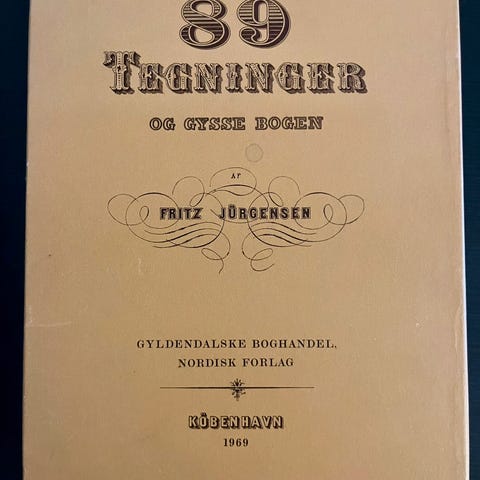 89
TEGNINGER
OG GYSSE BOGEN
AF
FRITZ JÜRGENSEN
GYLDENDALSKE BOGHANDEL,
NORDISK FORLAG
KÖBENHAVN
1969